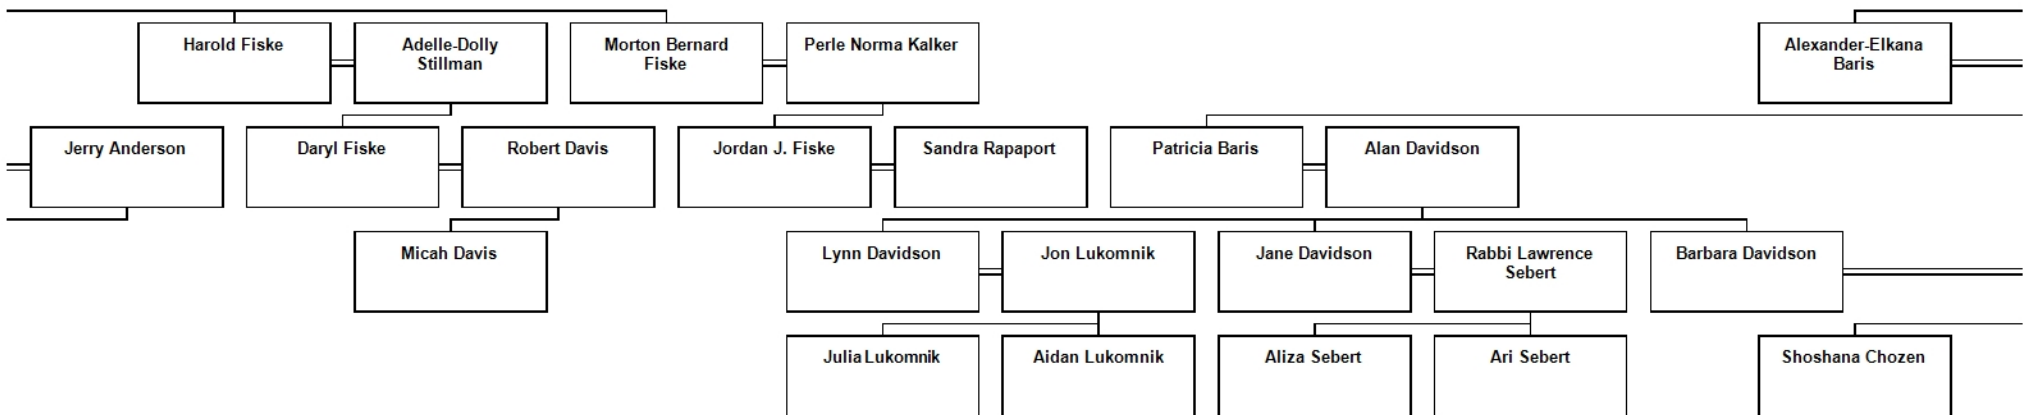 Harold Fiske
Adelle-Dolly
Stillman
Morton Bernard
Fiske
Perle Norma Kalker
Alexander-Elkana
Baris
Jerry Anderson
Daryl Fiske
Robert Davis
Jordan J. Fiske
Sandra Rapaport
Patricia Baris
Alan Davidson
Micah Davis
Lynn Davidson
Jon Lukomnik
Jane Davidson
Rabbi Lawrence
Sebert
Barbara Davidson
Julia Lukomnik
Aidan Lukomnik
Aliza Sebert
Ari Sebert
Shoshana Chozen